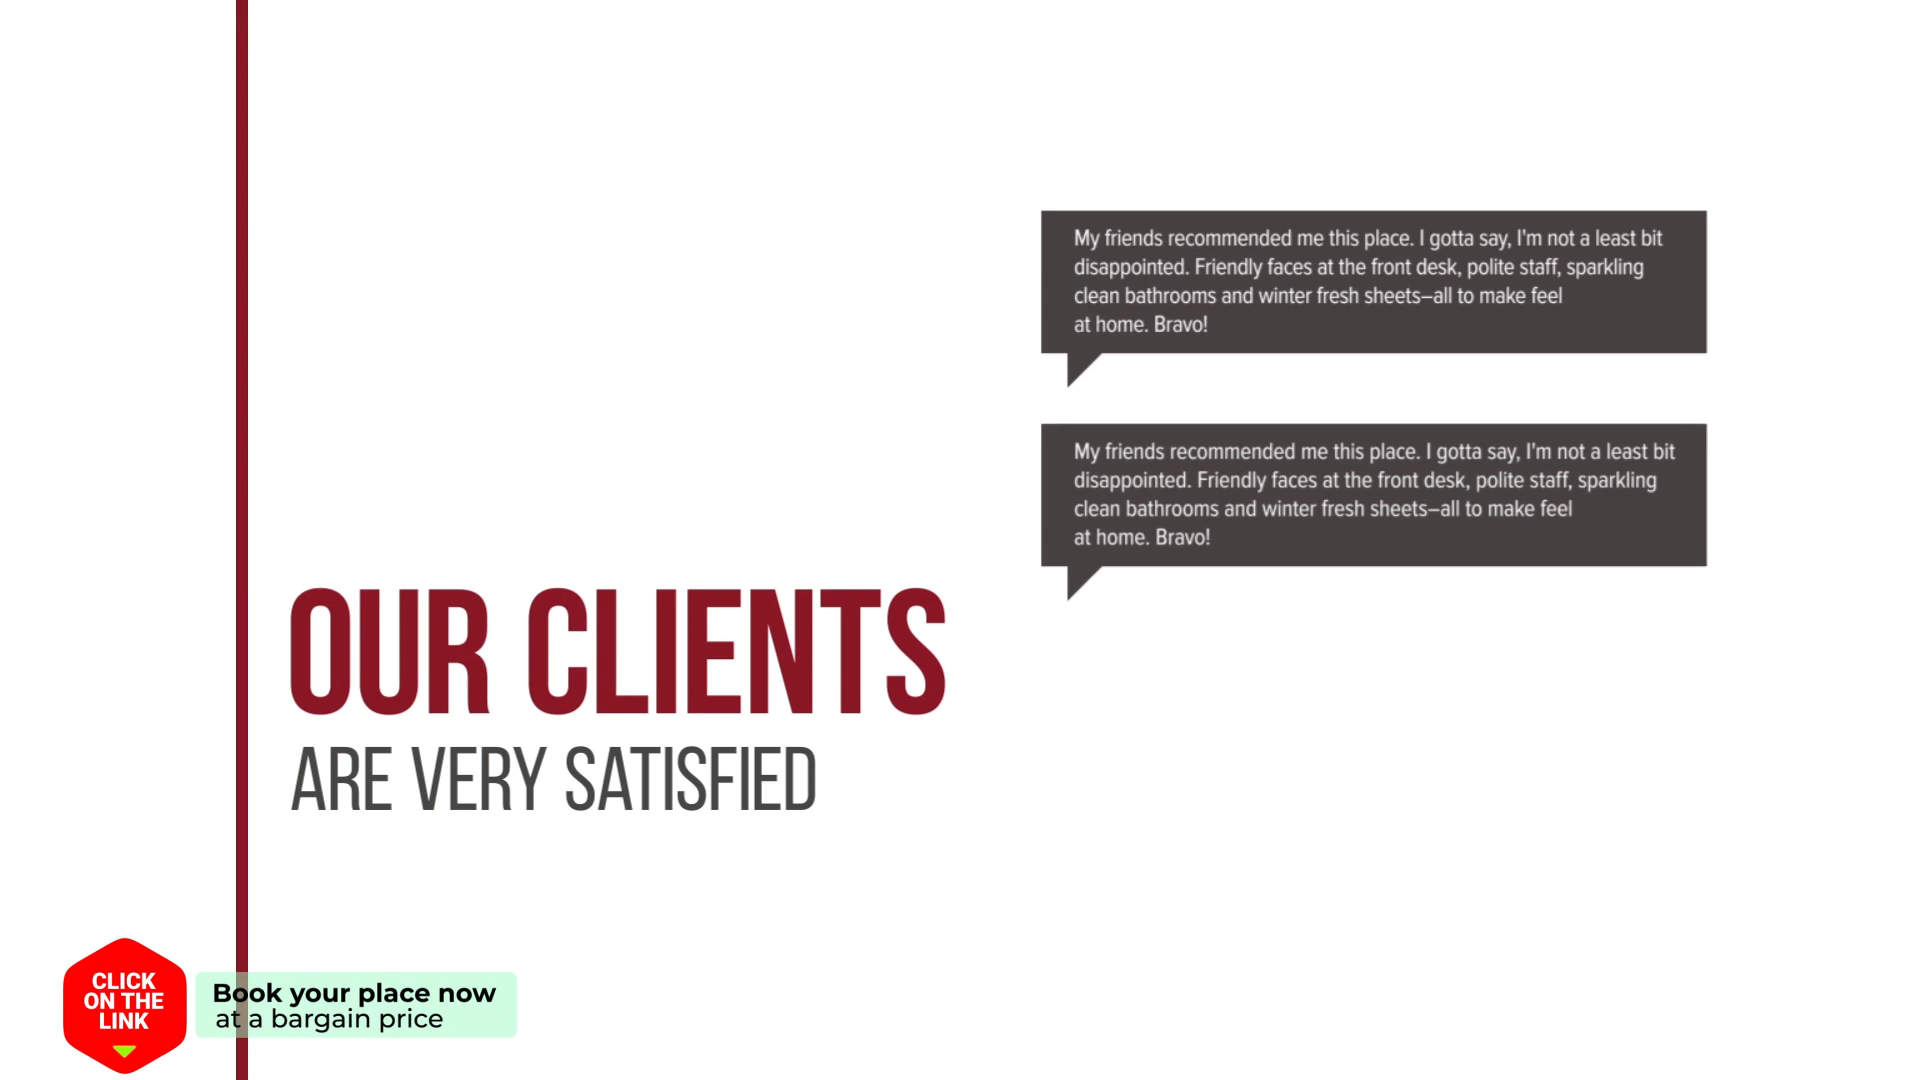 My friends recommended me this place. I gotta say, I'm not a least bit
disappointed. Friendly faces at the front desk, polite staff, sparkling
clean bathrooms and winter fresh sheets–all to make feel
at home. Bravo!
My friends recommended me this place. I gotta say, I'm not a least bit
disappointed. Friendly faces at the front desk, polite staff, sparkling
clean bathrooms and winter fresh sheets–all to make feel
at home. Bravo!
OUR CLIENTS
ARE VERY SATISFIED
CLICK
ON THE
LINK
Book your place now
at a bargain price